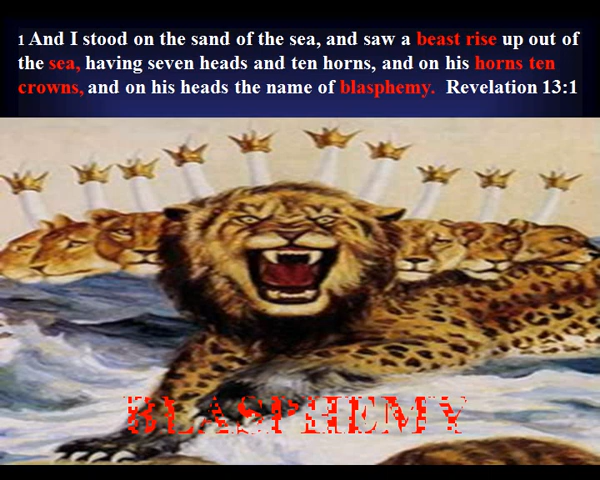 1 And I stood on the sand of the sea, and saw a beast rise up out of
the sea, having seven heads and ten horns, and on his horns ten
crowns, and on his heads the name of blasphemy. Revelation 13:1
BLASPHEMY